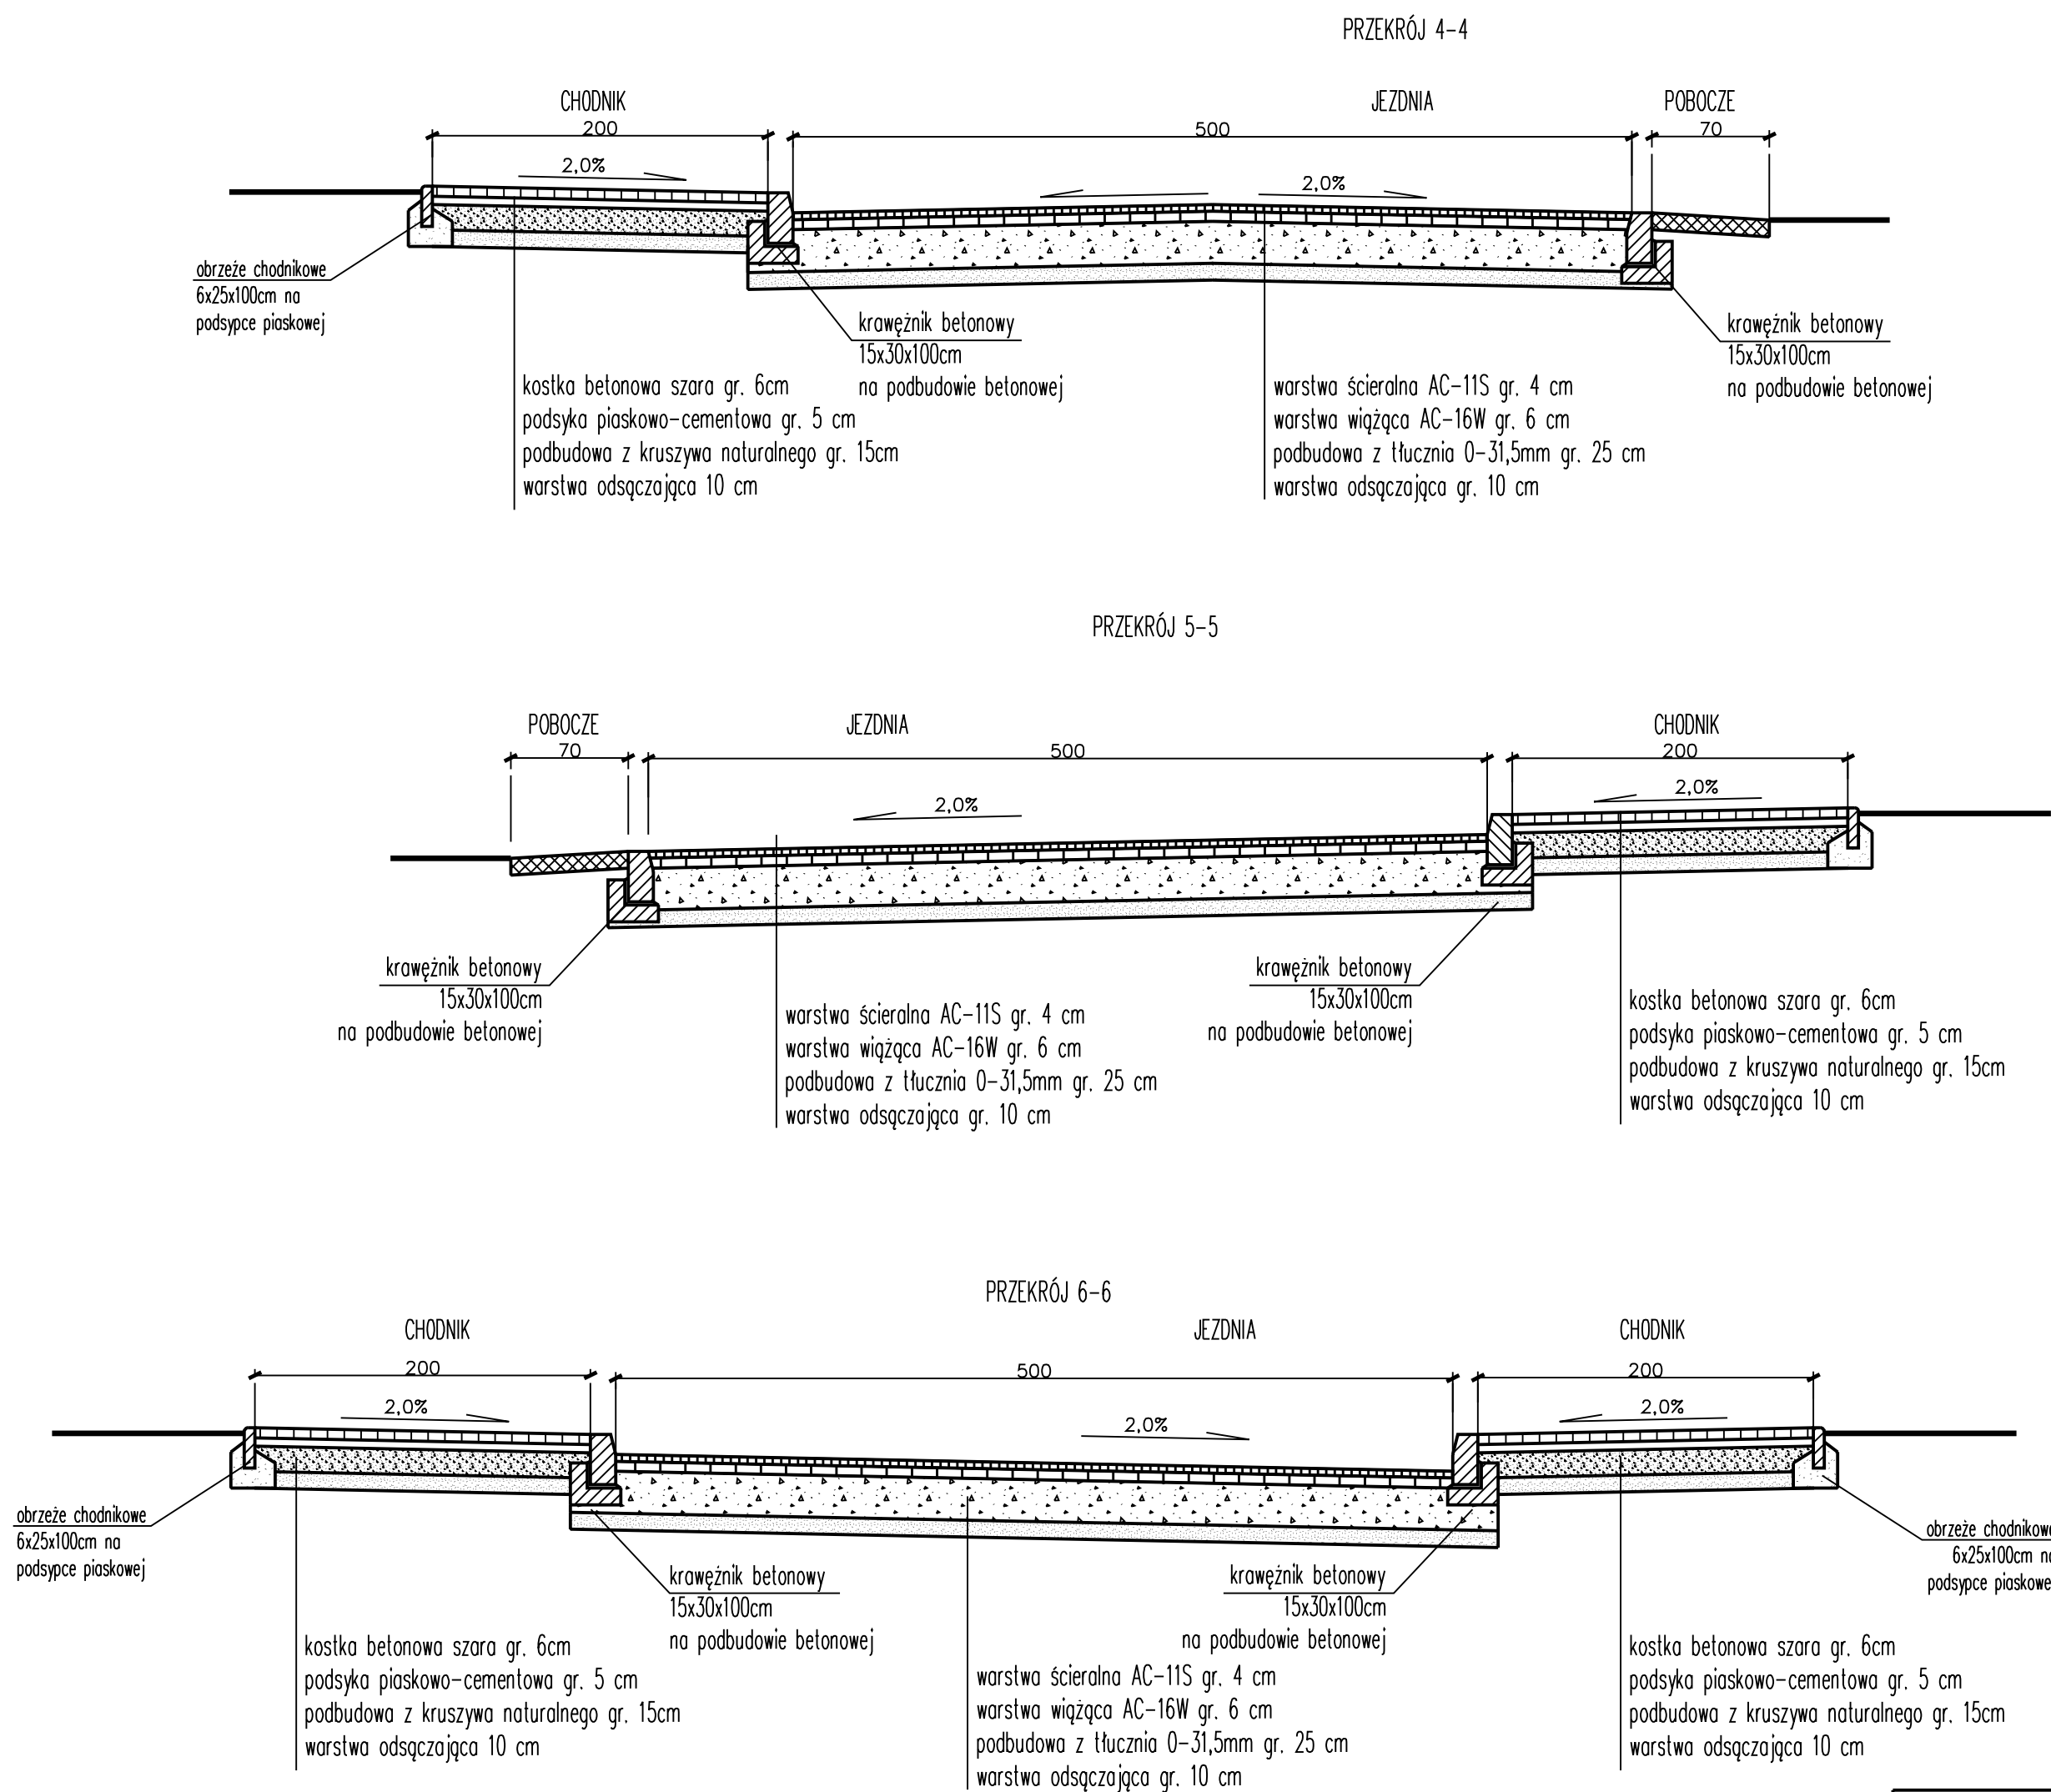 PRZEKRÓJ 4-4
CHODNIK
JEZDNIA
POBOCZE
200
500
70
2,0%
2,0%
obrzeże chodnikowe
6x25x100cm na
podsypce piaskowej
krawężnik betonowy
15x30x100cm
na podbudowie betonowej
krawężnik betonowy
15x30x100cm
na podbudowie betonowej
kostka betonowa szara gr. 6cm
podsyka piaskowo-cementowa gr. 5 cm
podbudowa z kruszywa naturalnego gr. 15cm
warstwa odsączająca 10 cm
warstwa ścieralna AC-11S gr. 4 cm
warstwa wiążąca AC-16W gr. 6 cm
podbudowa z tłucznia 0-31,5mm gr. 25 cm
warstwa odsączająca gr. 10 cm
PRZEKRÓJ 5-5
POBOCZE
JEZDNIA
CHODNIK
70
500
200
2,0%
2,0%
krawężnik betonowy
15x30x100cm
na podbudowie betonowej
krawężnik betonowy
15x30x100cm
na podbudowie betonowej
warstwa ścieralna AC-11S gr. 4 cm
warstwa wiążąca AC-16W gr. 6 cm
podbudowa z tłucznia 0-31,5mm gr. 25 cm
warstwa odsączająca gr. 10 cm
kostka betonowa szara gr. 6cm
podsyka piaskowo-cementowa gr. 5 cm
podbudowa z kruszywa naturalnego gr. 15cm
warstwa odsączająca 10 cm
PRZEKRÓJ 6-6
CHODNIK
JEZDNIA
CHODNIK
200
500
200
2,0%
2,0%
2,0%
obrzeże chodnikowe
6x25x100cm na
podsypce piaskowej
krawężnik betonowy
15x30x100cm
na podbudowie betonowej
krawężnik betonowy
15x30x100cm
na podbudowie betonowej
obrzeże chodnikowe
6x25x100cm na
podsypce piaskowe
kostka betonowa szara gr. 6cm
podsyka piaskowo-cementowa gr. 5 cm
podbudowa z kruszywa naturalnego gr. 15cm
warstwa odsączająca 10 cm
warstwa ścieralna AC-11S gr. 4 cm
warstwa wiążąca AC-16W gr. 6 cm
podbudowa z tłucznia 0-31,5mm gr. 25 cm
warstwa odsączająca gr. 10 cm
kostka betonowa szara gr. 6cm
podsyka piaskowo-cementowa gr. 5 cm
podbudowa z kruszywa naturalnego gr. 15cm
warstwa odsączająca 10 cm